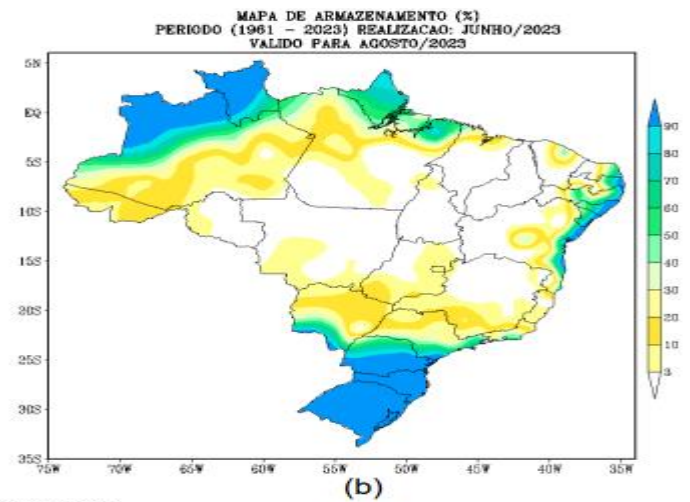 MAPA DE ARMAZENAMENTO (%)
PERIODO (1961 - 2023) REALIZACAO: JUNHO/2023
VALIDO PARA AGOSTO/2023
5N
EQ
5S
10S
15S
20S
25S
30S
35S
75W 70W 65W 60W 55W 50W 45W 40W 35W
90
80
70
60
50
40
30
20
10
3
(b)